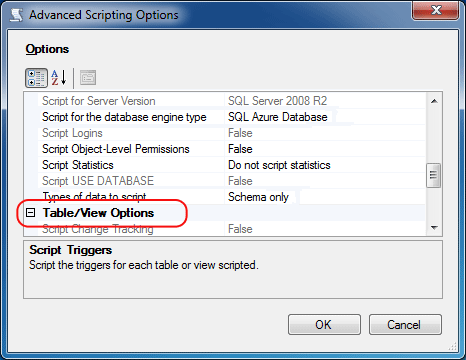 Advanced Scripting Options
Options
A
Z
Script for Server Version SQL Server 2008 R2
Script for the database engine type SQL Azure Database
Script Logins False
Script Object-Level Permissions False
Script Statistics Do not script statistics
Script USE DATABASE False
Types of data to script Schema only
Table/View Options
Script Change Tracking False
Script Triggers
Script the triggers for each table or view scripted.
OK Cancel